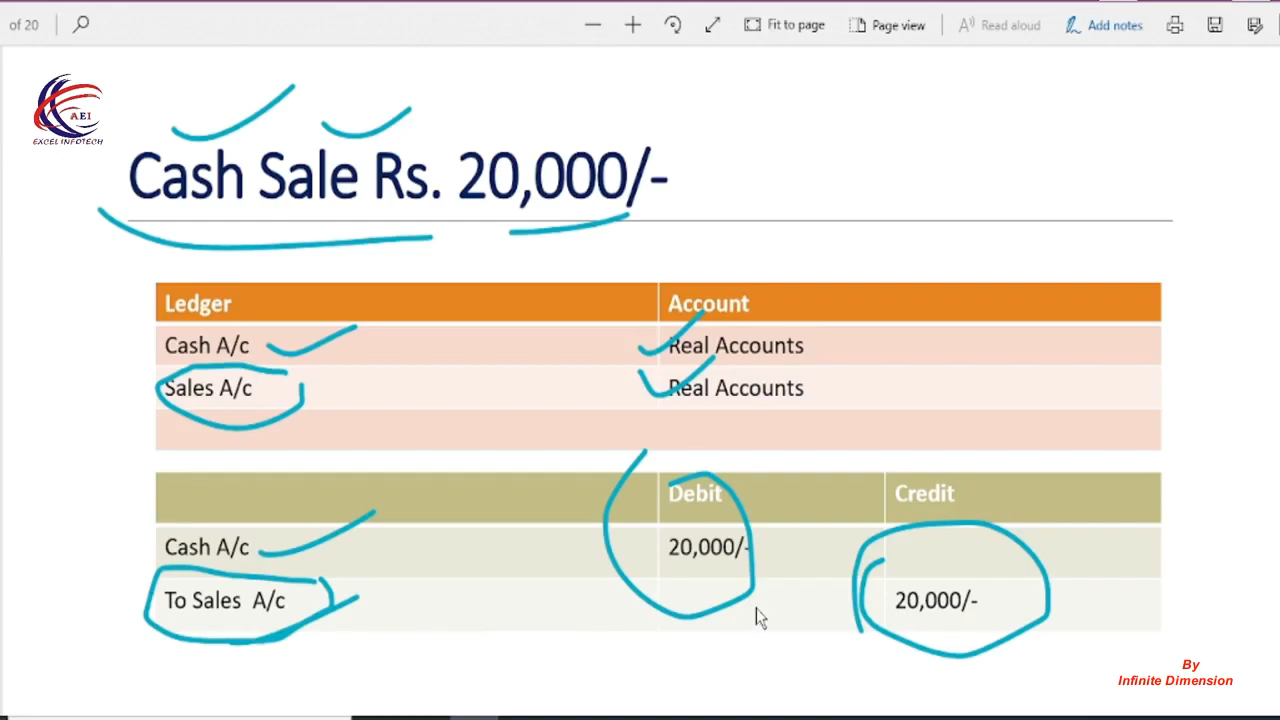 of 20 Fit to page Page view Read aloud Add notes
AEI
EXCEL INFOTECH
Cash Sale Rs. 20,000/-
Ledger Account
Cash A/c Real Accounts
Sales A/c Real Accounts
Debit Credit
Cash A/c 20,000/-
To Sales A/c 20,000/-
By
Infinite Dimension